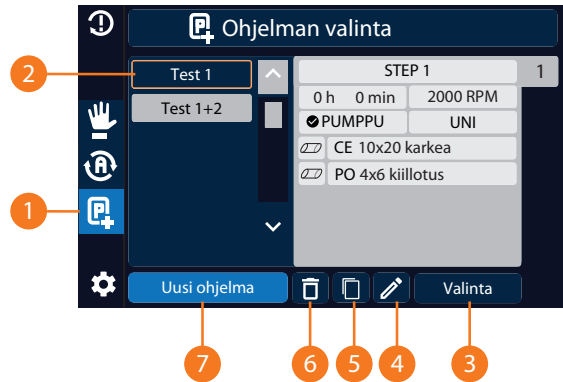 Ohjelman valinta
2
Test 1
STEP 1
1
Test 1+2
0 h 0 min
2000 RPM
PUMPPU
UNI
CE 10x20 karkea
PO 4x6 kiillotus
1
Uusi ohjelma
Valinta
7
6
5
4
3